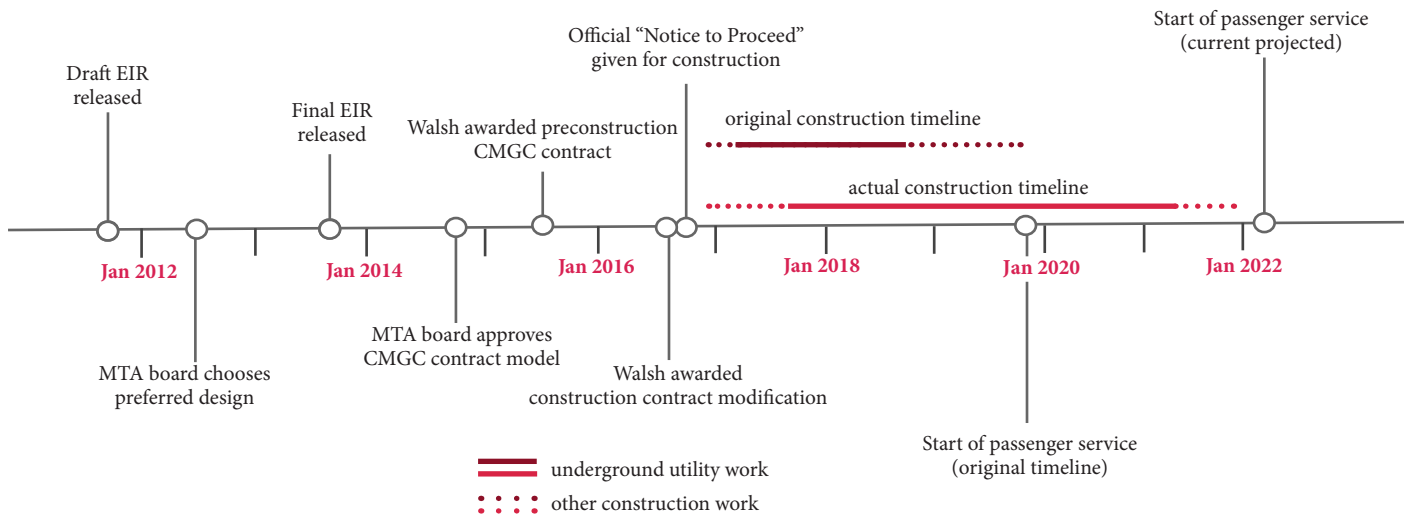 Start of passenger service
(current projected)
Official “Notice to Proceed”
given for construction
Draft EIR
released
Final EIR
released
Walsh awarded preconstruction
CMGC contract
original construction timeline
actual construction timeline
Jan 2012
Jan 2014
Jan 2016
Jan 2018
Jan 2020
Jan 2022
MTA board chooses
preferred design
MTA board approves
CMGC contract model
Walsh awarded
construction contract modification
Start of passenger service
(original timeline)
underground utility work
other construction work